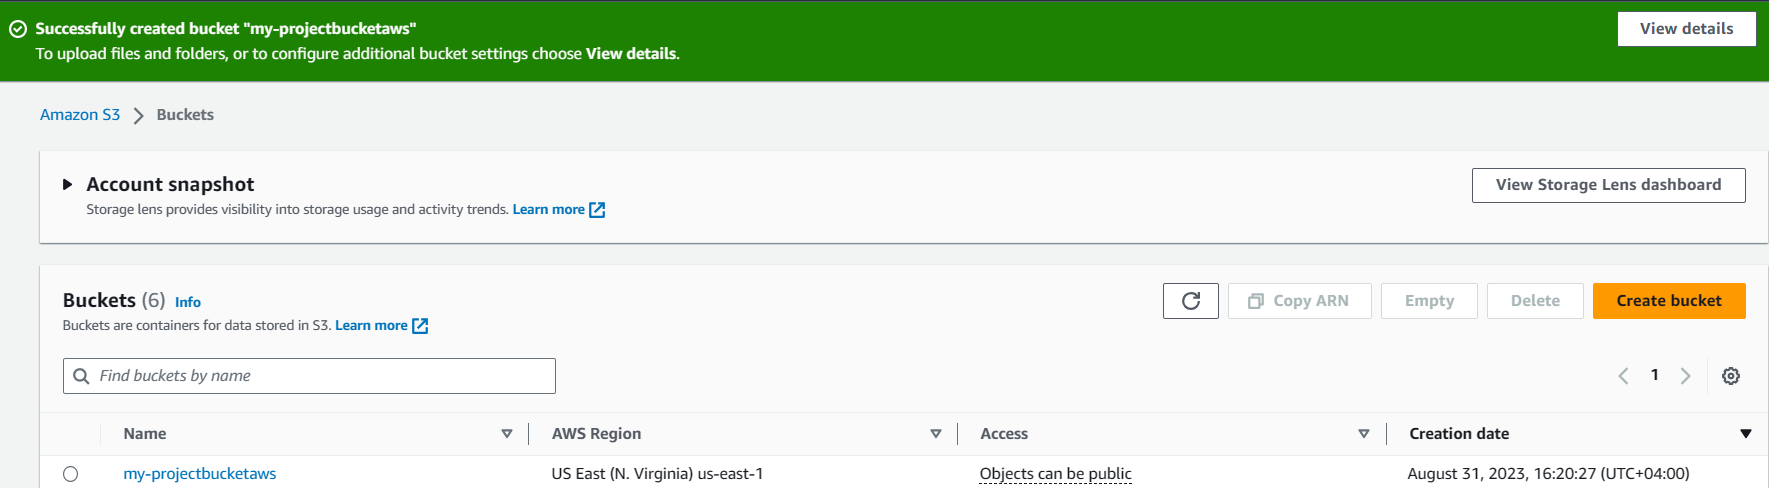 Successfully created bucket "my-projectbucketaws"
To upload files and folders, or to configure additional bucket settings choose View details.
View details
Amazon S3 Buckets
Account snapshot
Storage lens provides visibility into storage usage and activity trends. Learn more
View Storage Lens dashboard
Buckets (6) Info
Buckets are containers for data stored in S3. Learn more
Copy ARN Empty Delete Create bucket
Find buckets by name
1
Name AWS Region Access Creation date
my-projectbucketaws US East (N. Virginia) us-east-1 Objects can be public August 31, 2023, 16:20:27 (UTC+04:00)